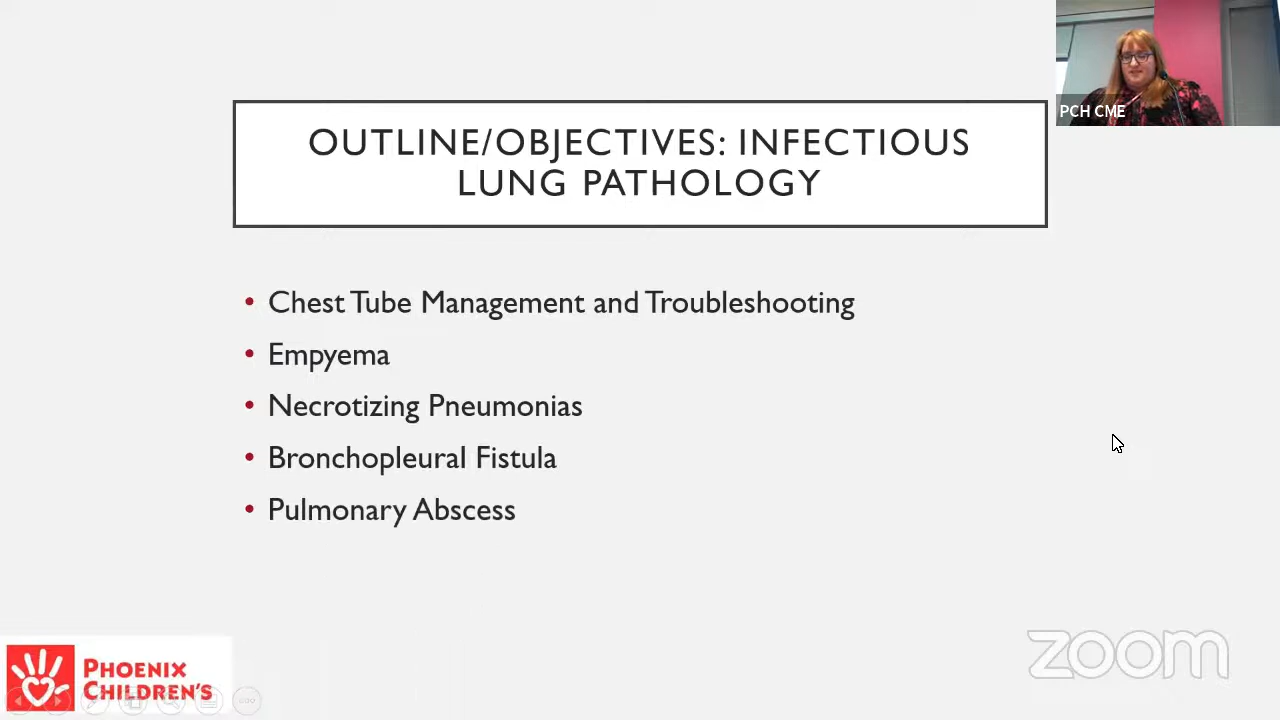 PCH CME
OUTLINE/OBJECTIVES: INFECTIOUS
LUNG PATHOLOGY
• Chest Tube Management and Troubleshooting
• Empyema
• Necrotizing Pneumonias
• Bronchopleural Fistula
• Pulmonary Abscess
PHOENIX
CHILDREN'S
zoom